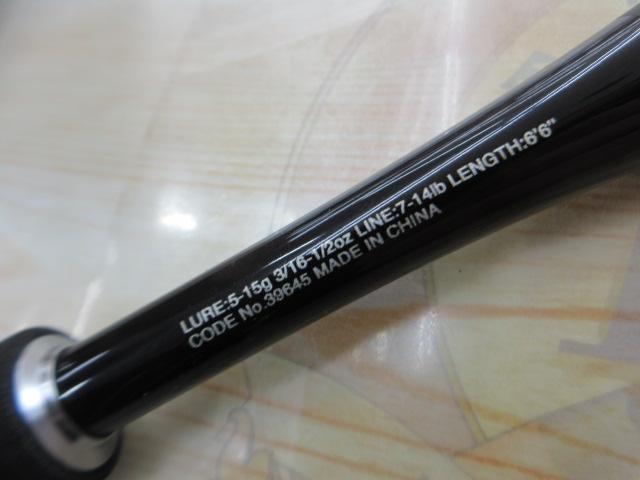 LURE:5-15g 3/16-1/2oz LINE:7-14lb LENGTH:6'6"
CODE No.39645 MADE IN CHINA